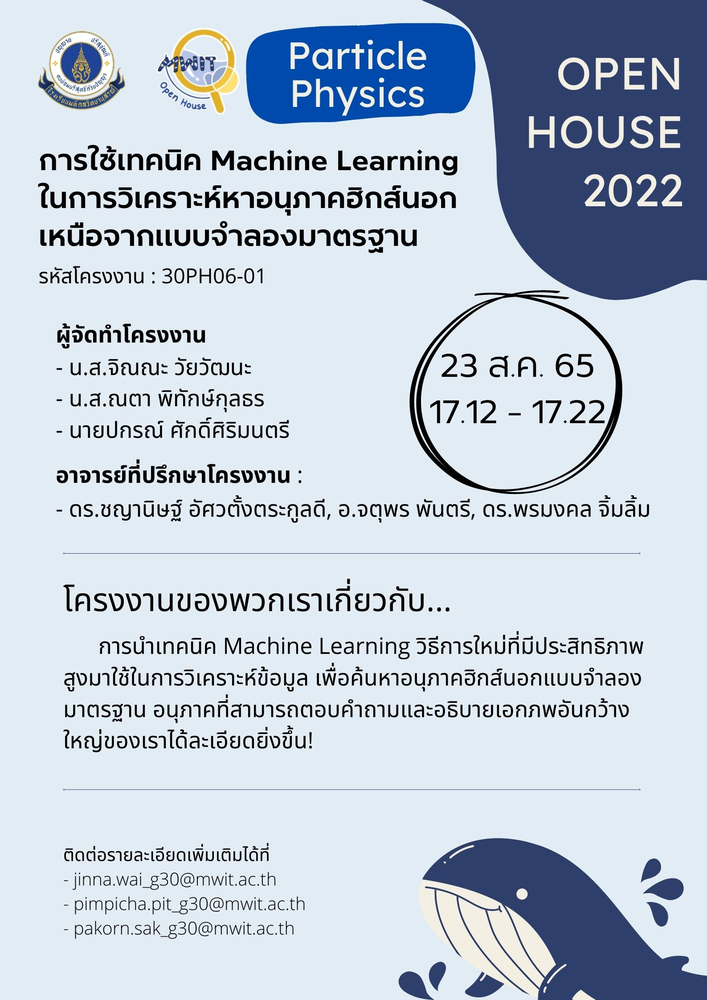 MWIT
Open House
Particle
Physics
OPEN
HOUSE
2022
การใช้เทคนิค Machine Learning
ในการวิเคราะห์หาอนุภาคฮิกส์นอก
เหนือจากแบบจำลองมาตรฐาน
รหัสโครงงาน : 30PH06-01
ผู้จัดทำโครงงาน
- น.ส.จิณณะ วัยวัฒนะ
- น.ส.ณตา พิทักษ์กุลธร
- นายปกรณ์ ศักดิ์ศิริมนตรี
23 ส.ค. 65
17.12 - 17.22
อาจารย์ที่ปรึกษาโครงงาน :
- ดร.ชญานิษฐ์ อัศวตั้งตระกูลดี, อ.จตุพร พันตรี, ดร.พรมงคล จิ้มลิ้ม
โครงงานของพวกเราเกี่ยวกับ...
การนำเทคนิค Machine Learning วิธีการใหม่ที่มีประสิทธิภาพ
สูงมาใช้ในการวิเคราะห์ข้อมูล เพื่อค้นหาอนุภาคฮิกส์นอกแบบจำลอง
มาตรฐาน อนุภาคที่สามารถตอบคำถามและอธิบายเอกภพอันกว้าง
ใหญ่ของเราได้ละเอียดยิ่งขึ้น!
ติดต่อรายละเอียดเพิ่มเติมได้ที่
- jinna.wai_g30@mwit.ac.th
- pimpicha.pit_g30@mwit.ac.th
- pakorn.sak_g30@mwit.ac.th